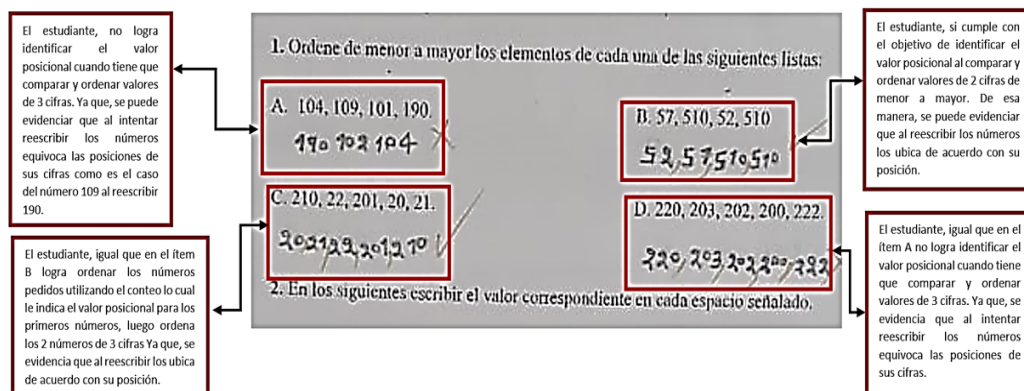 El estudiante, no logra
identificar el valor
posicional cuando tiene que
comparar y ordenar valores
de 3 cifras. Ya que, se puede
evidenciar que al intentar
reescribir los números
equivoca las posiciones de
sus cifras como es el caso
del número 109 al reescribir
190.
El estudiante, igual que en el ítem
B logra ordenar los números
pedidos utilizando el conteo lo cual
le indica el valor posicional para los
primeros números, luego ordena
los 2 números de 3 cifras Ya que, se
evidencia que al reescribir los ubica
de acuerdo con su posición.
1. Ordene de menor a mayor los elementos de cada una de las siguientes listas:
A. 104, 109, 101, 190.
190 102 104
B. 57, 510, 52, 510
52, 57, 510, 510
C. 210, 22, 201, 20, 21.
20, 21, 22, 201, 210
D. 220, 203, 202, 200, 222.
220, 203, 202, 200, 222
2. En los siguientes escribir el valor correspondiente en cada espacio señalado.
El estudiante, si cumple con
el objetivo de identificar el
valor posicional al comparar y
ordenar valores de 2 cifras de
menor a mayor. De esa
manera, se puede evidenciar
que al reescribir los números
los ubica de acuerdo con su
posición.
El estudiante, igual que en el
ítem A no logra identificar el
valor posicional cuando tiene
que comparar y ordenar
valores de 3 cifras. Ya que, se
evidencia que al intentar
reescribir los números
equivoca las posiciones de
sus cifras.